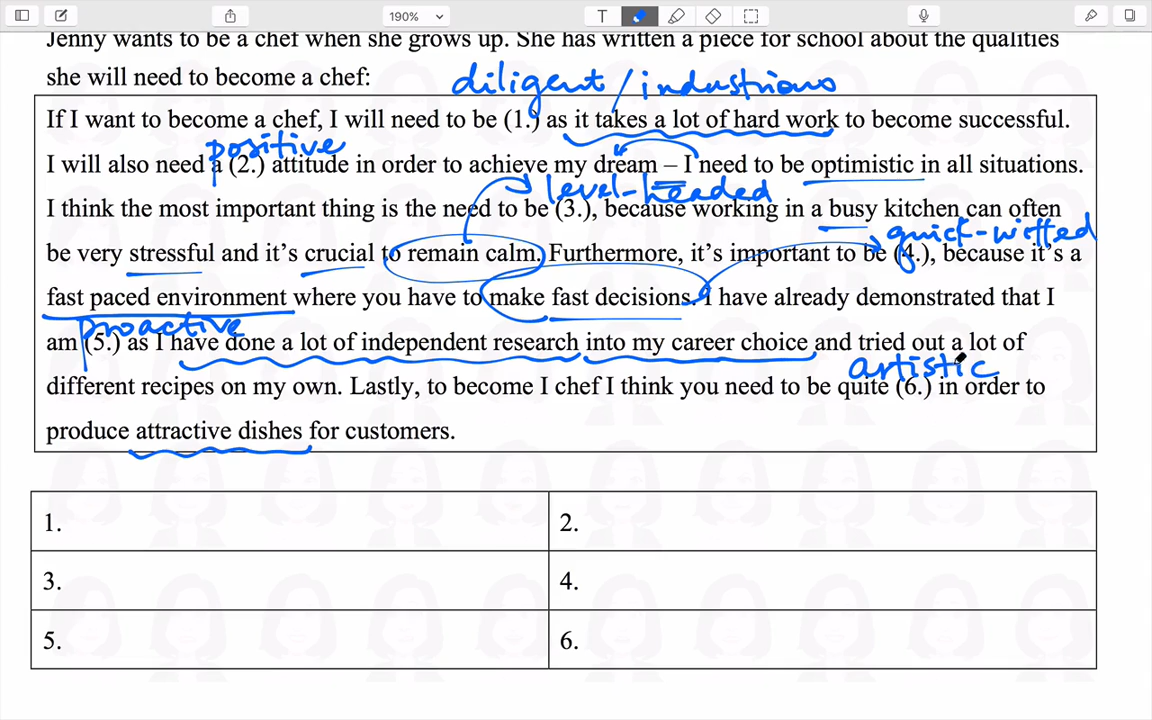 190%
T
Jenny wants to be a chef when she grows up. She has written a piece for school about the qualities
she will need to become a chef:
diligent / industrious
If I want to become a chef, I will need to be (1.) as it takes a lot of hard work to become successful.
positive
I will also need a (2.) attitude in order to achieve my dream – I need to be optimistic in all situations.
level-headed
I think the most important thing is the need to be (3.), because working in a busy kitchen can often
quick-witted
be very stressful and it's crucial to remain calm. Furthermore, it's important to be (4.), because it's a
fast paced environment where you have to make fast decisions. I have already demonstrated that I
proactive
am (5.) as I have done a lot of independent research into my career choice and tried out a lot of
artistic
different recipes on my own. Lastly, to become I chef I think you need to be quite (6.) in order to
produce attractive dishes for customers.
1.
2.
3.
4.
5.
6.